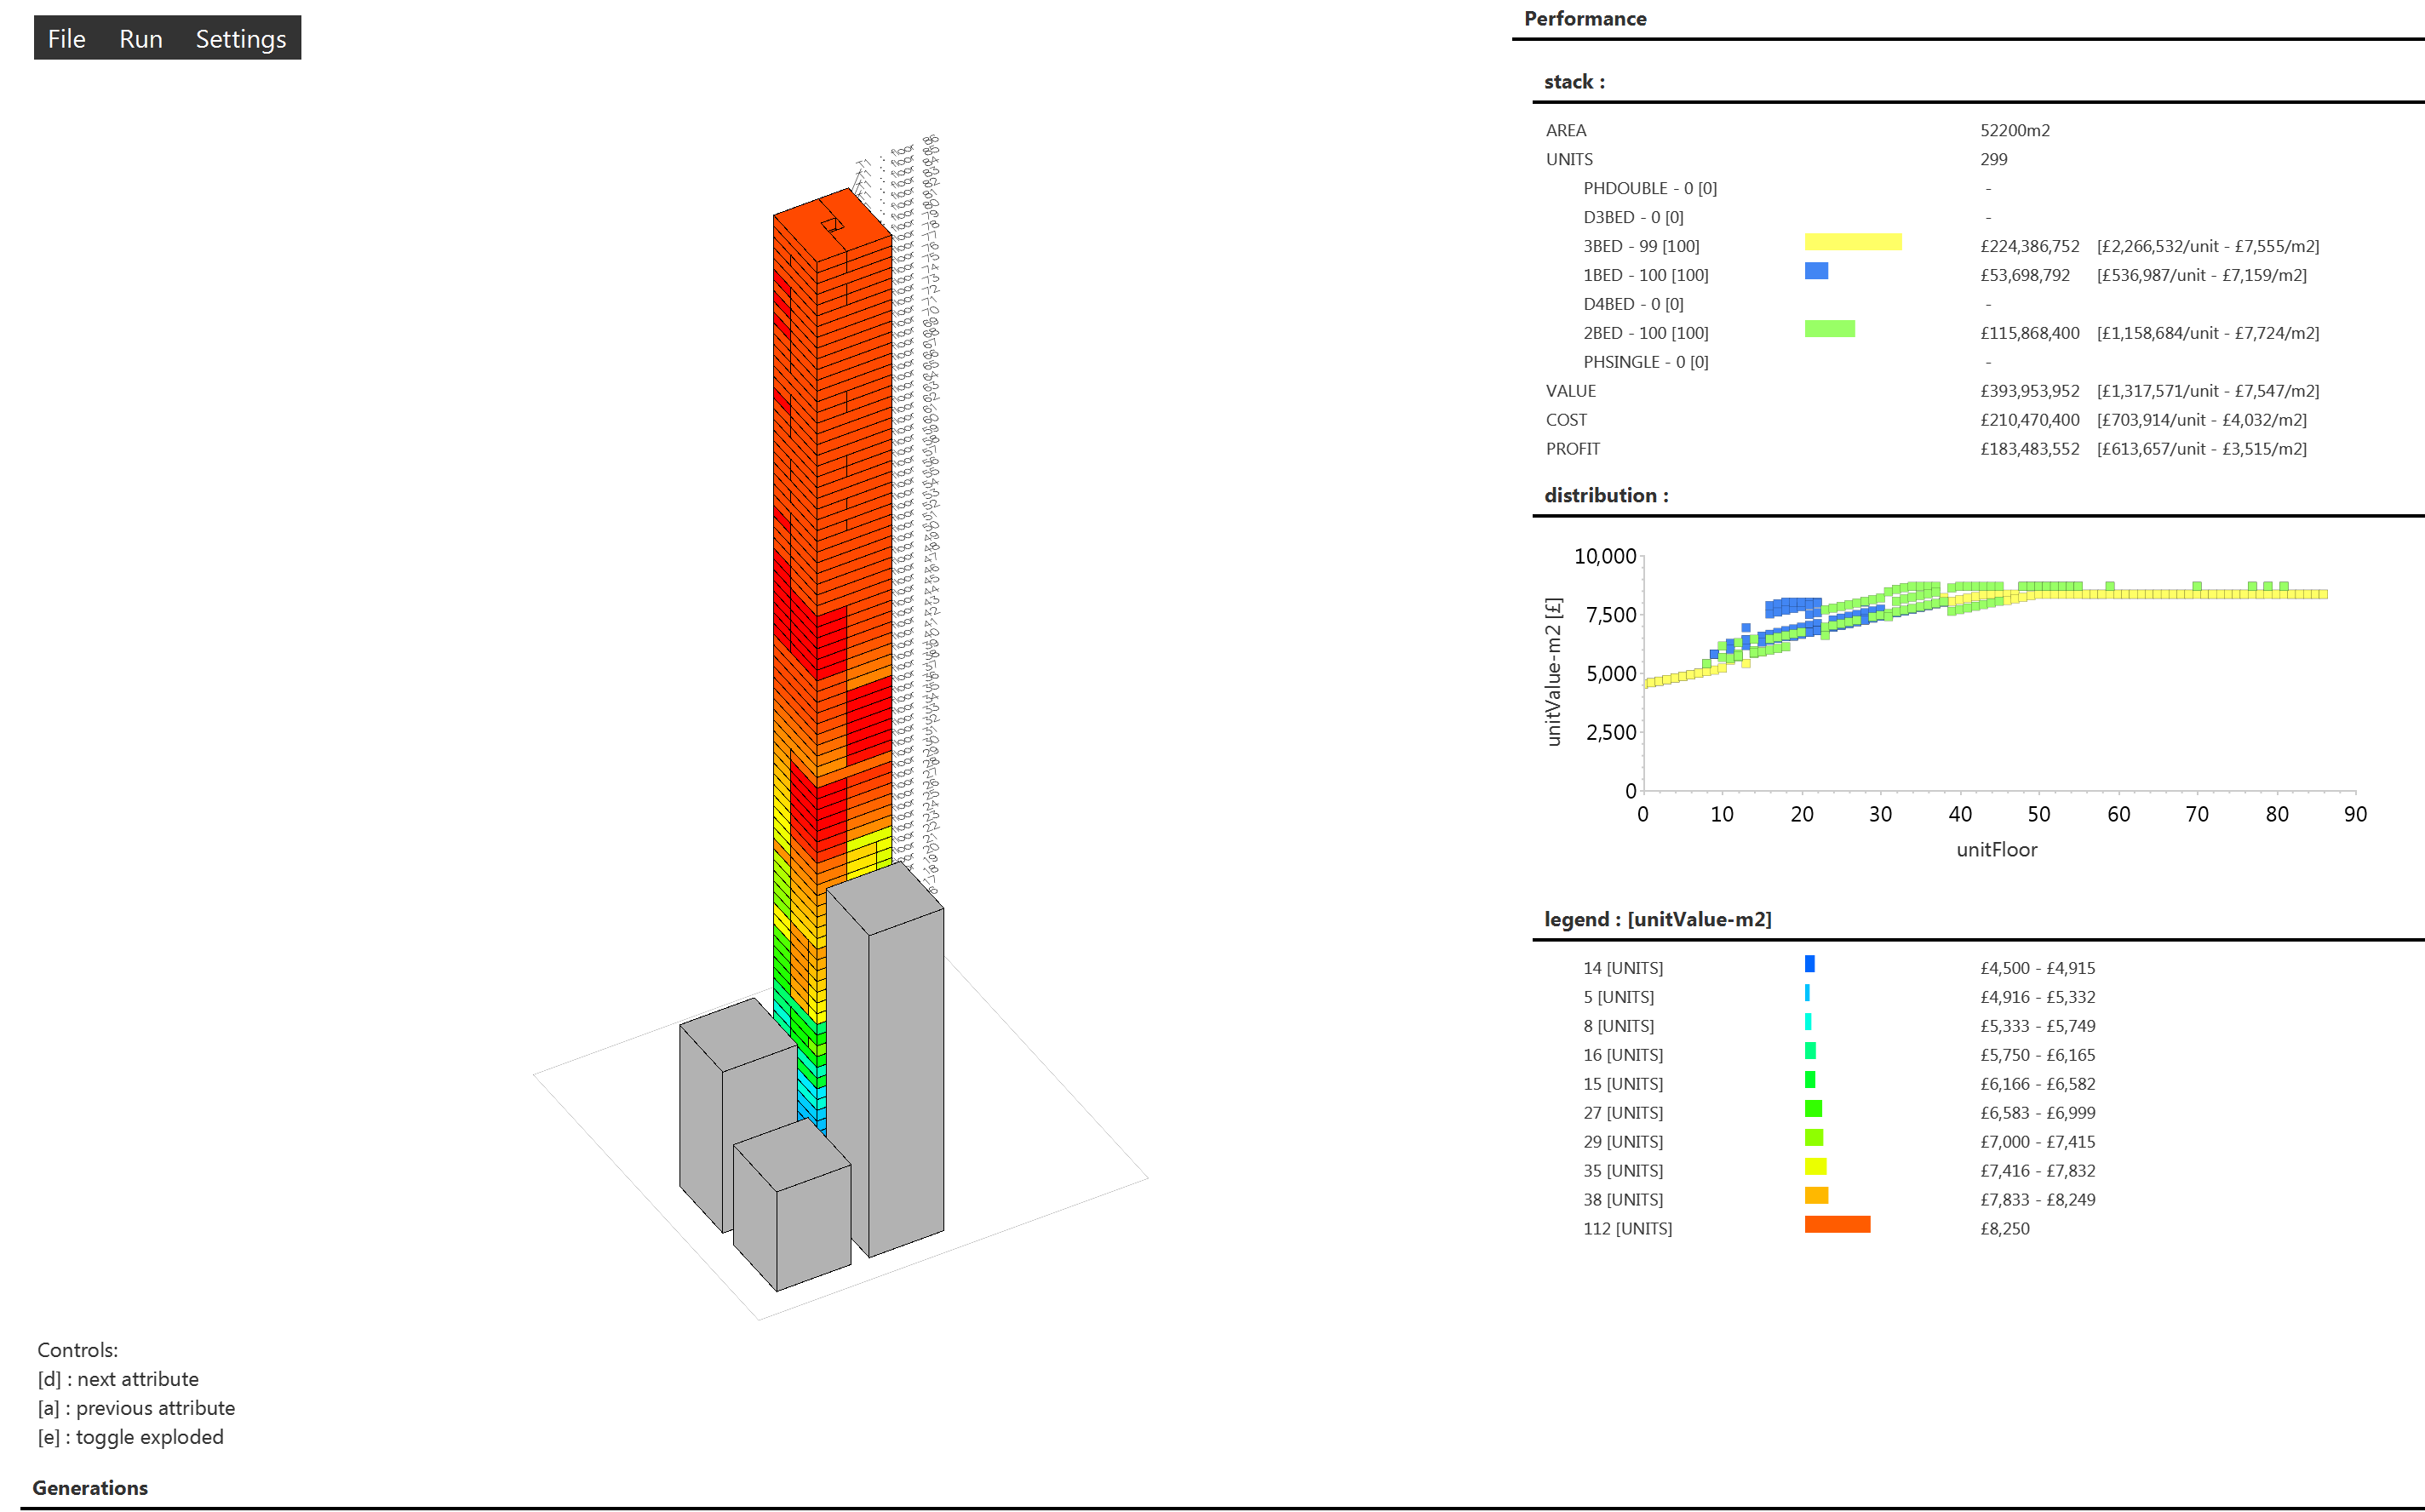 File Run Settings
Performance
stack :
AREA 52200m2
UNITS 299
PHDOUBLE - 0 [0] -
D3BED - 0 [0] -
3BED - 99 [100] £224,386,752 [£2,266,532/unit - £7,555/m2]
1BED - 100 [100] £53,698,792 [£536,987/unit - £7,159/m2]
D4BED - 0 [0] -
2BED - 100 [100] £115,868,400 [£1,158,684/unit - £7,724/m2]
PHSINGLE - 0 [0] -
VALUE £393,953,952 [£1,317,571/unit - £7,547/m2]
COST £210,470,400 [£703,914/unit - £4,032/m2]
PROFIT £183,483,552 [£613,657/unit - £3,515/m2]
distribution :
unitValue-m2 [£]
10,000
7,500
5,000
2,500
0
0 10 20 30 40 50 60 70 80 90
unitFloor
legend : [unitValue-m2]
14 [UNITS] £4,500 - £4,915
5 [UNITS] £4,916 - £5,332
8 [UNITS] £5,333 - £5,749
16 [UNITS] £5,750 - £6,165
15 [UNITS] £6,166 - £6,582
27 [UNITS] £6,583 - £6,999
29 [UNITS] £7,000 - £7,415
35 [UNITS] £7,416 - £7,832
38 [UNITS] £7,833 - £8,249
112 [UNITS] £8,250
Controls:
[d] : next attribute
[a] : previous attribute
[e] : toggle exploded
Generations